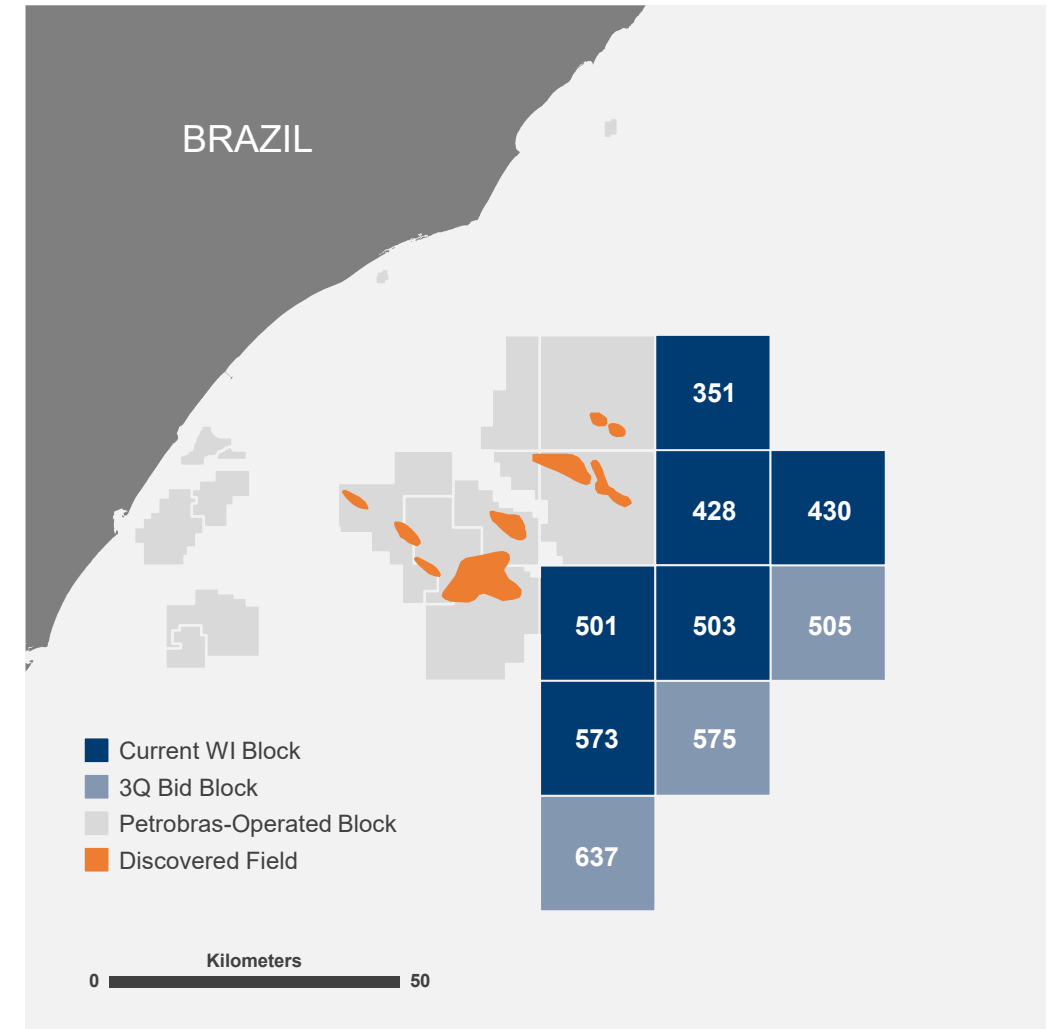 BRAZIL
351
428 430
501 503 505
573 575
637
Current WI Block
3Q Bid Block
Petrobras-Operated Block
Discovered Field
Kilometers
0 50